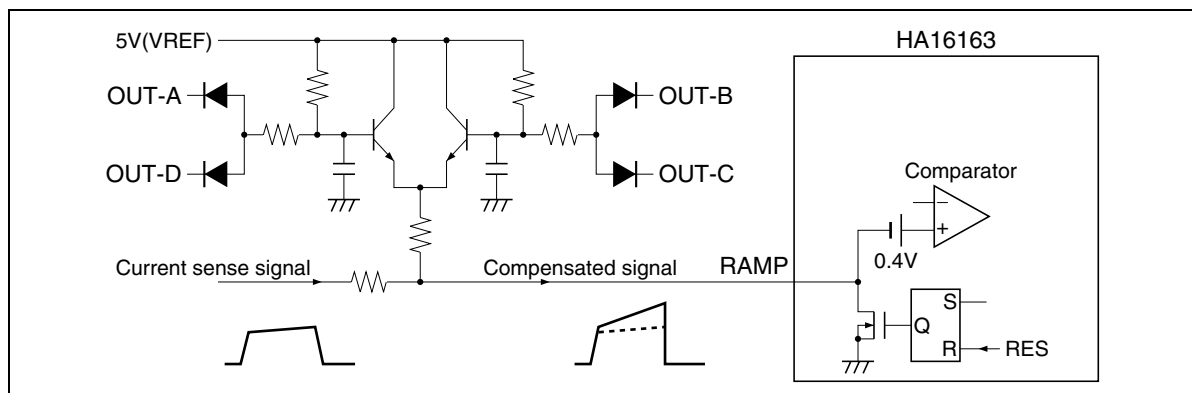 5V(VREF)
HA16163
OUT-A
OUT-B
OUT-D
OUT-C
Comparator
−
+
0.4V
Current sense signal
Compensated signal
RAMP
S
Q
R
RES